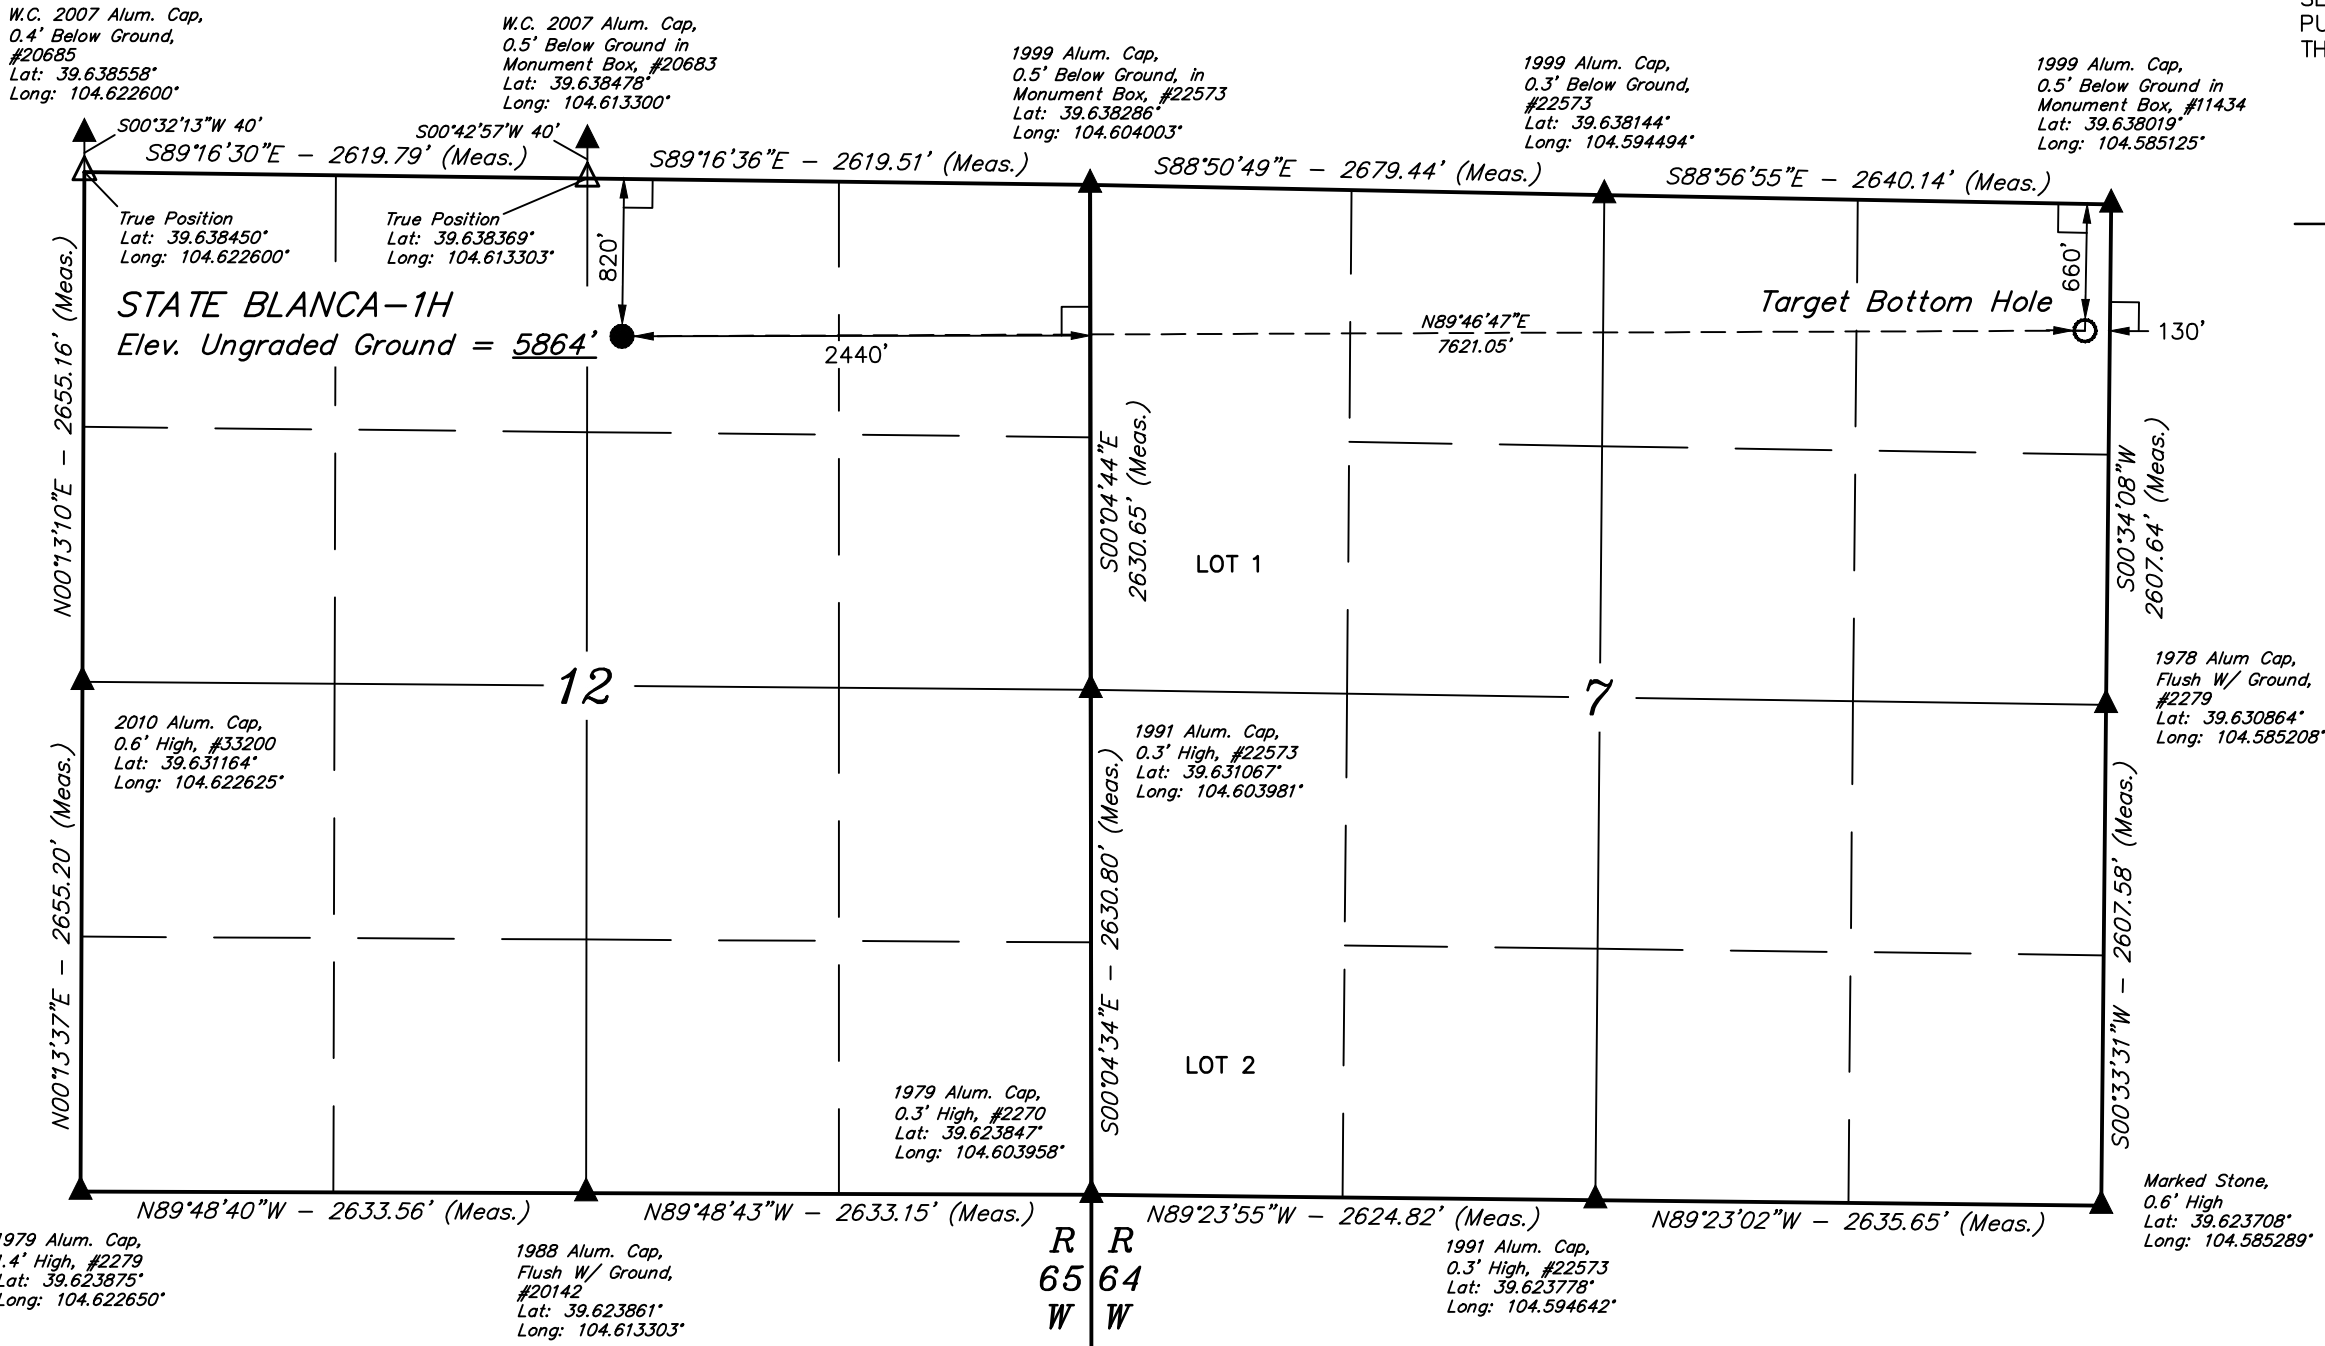 W.C. 2007 Alum. Cap,
0.4' Below Ground,
#20685
Lat: 39.638558°
Long: 104.622600°
W.C. 2007 Alum. Cap,
0.5' Below Ground in
Monument Box, #20683
Lat: 39.638478°
Long: 104.613300°
1999 Alum. Cap,
0.5' Below Ground, in
Monument Box, #22573
Lat: 39.638286°
Long: 104.604003°
1999 Alum. Cap,
0.3' Below Ground,
#22573
Lat: 39.638144°
Long: 104.594494°
1999 Alum. Cap,
0.5' Below Ground in
Monument Box, #11434
Lat: 39.638019°
Long: 104.585125°
PU
TH
S00°32'13"W 40'
S00°42'57'W 40'
S89°16'30"E - 2619.79' (Meas.)
S89°16'36"E - 2619.51' (Meas.)
S88°50'49"E - 2679.44' (Meas.)
S88°56'55"E - 2640.14' (Meas.)
True Position
Lat: 39.638450°
Long: 104.622600°
True Position
Lat: 39.638369°
Long: 104.613303°
820'
660'
STATE BLANCA-1H
Elev. Ungraded Ground = 5864'
2440'
N89°46'47"E
7621.05'
Target Bottom Hole
130'
N00°13'10"E - 2655.16' (Meas.)
S00°04'44"E
2630.65' (Meas.)
S00°34'08"W
2607.64' (Meas.)
LOT 1
12
7
1978 Alum Cap,
Flush W/ Ground,
#2279
Lat: 39.630864°
Long: 104.585208°
2010 Alum. Cap,
0.6' High, #33200
Lat: 39.631164°
Long: 104.622625°
1991 Alum. Cap,
0.3' High, #22573
Lat: 39.631067°
Long: 104.603981°
N00°13'37"E - 2655.20' (Meas.)
S00°04'34"E - 2630.80' (Meas.)
S00°33'31"W - 2607.58' (Meas.)
LOT 2
1979 Alum. Cap,
0.3' High, #2270
Lat: 39.623847°
Long: 104.603958°
Marked Stone,
0.6' High
Lat: 39.623708°
Long: 104.585289°
N89°48'40"W - 2633.56' (Meas.)
N89°48'43"W - 2633.15' (Meas.)
N89°23'55"W - 2624.82' (Meas.)
N89°23'02"W - 2635.65' (Meas.)
1979 Alum. Cap,
.4' High, #2279
Lat: 39.623875°
Long: 104.622650°
1988 Alum. Cap,
Flush W/ Ground,
#20142
Lat: 39.623861°
Long: 104.613303°
R R
65 64
W W
1991 Alum. Cap,
0.3' High, #22573
Lat: 39.623778°
Long: 104.594642°